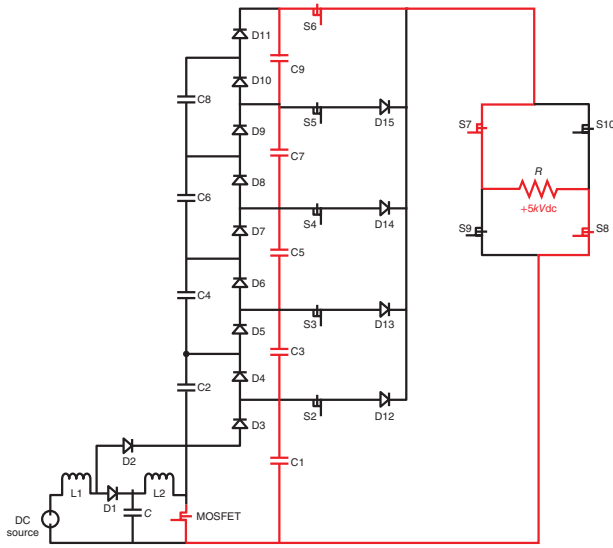 D11
S6
C9
D10
C8
S5
D15
S7
S10
D9
C7
R
D8
+5kVdc
C6
S4
D14
D7
S9
S8
C5
D6
C4
S3
D13
D5
C3
D4
C2
S2
D12
D3
D2
C1
L1
L2
D1
C
MOSFET
DC
source